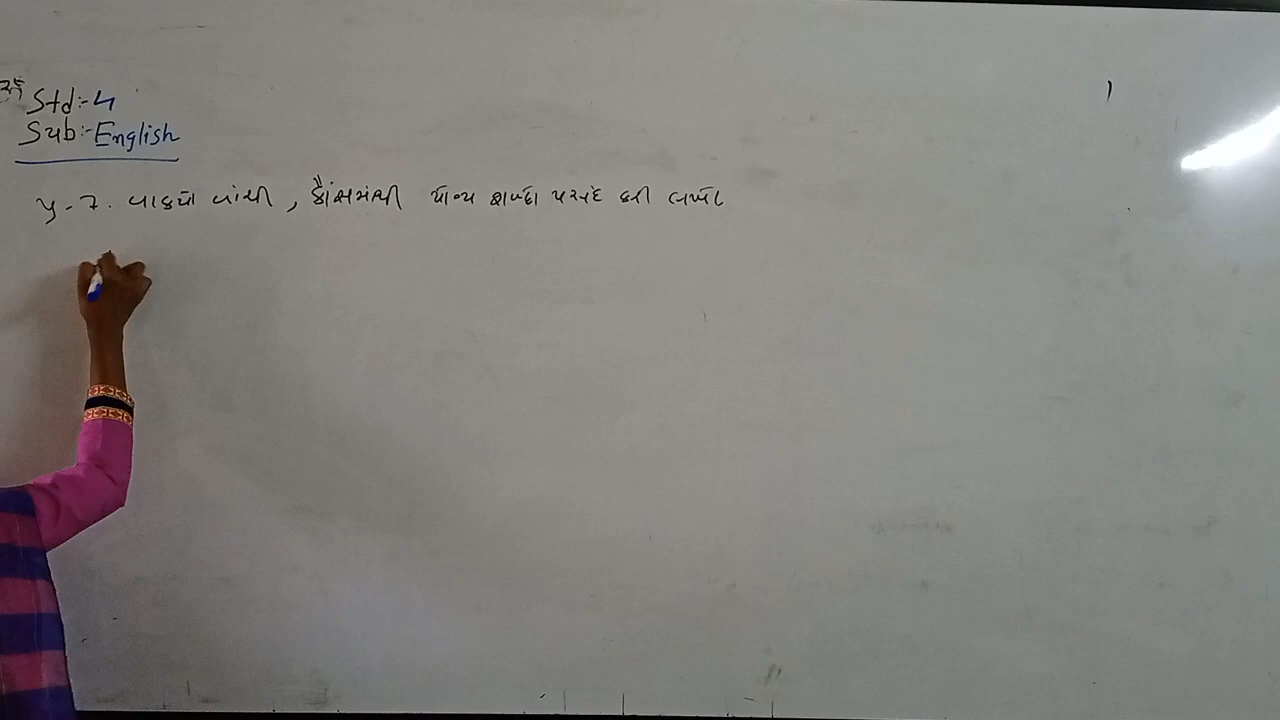 Std:-4
Sub:-English
પ્ર-7. વાક્યો વાંચી, કૌંસમાંથી યોગ્ય શબ્દો પસંદ કરી લખો